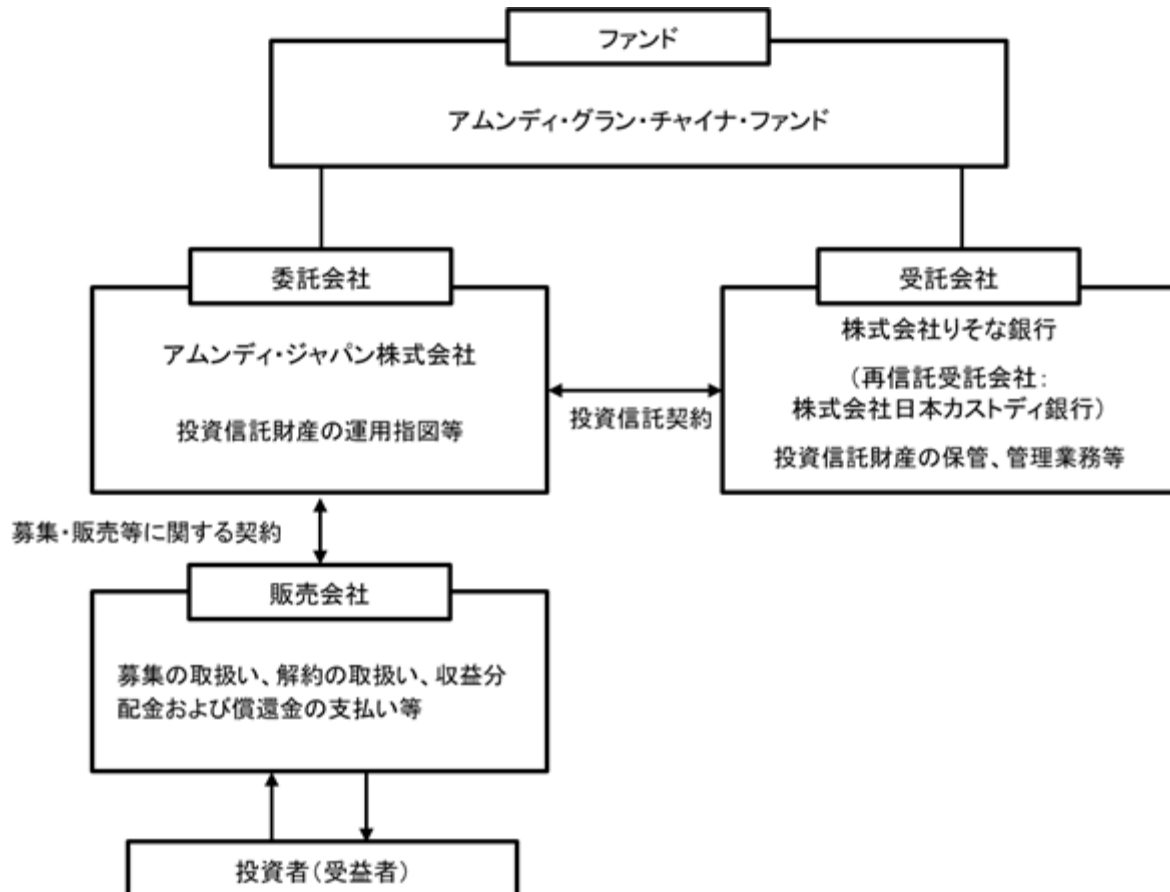 ファンド
アムンディ・グラン・チャイナ・ファンド
委託会社
アムンディ・ジャパン株式会社
投資信託財産の運用指図等
投資信託契約
受託会社
株式会社りそな銀行
（再信託受託会社：
株式会社日本カストディ銀行）
投資信託財産の保管、管理業務等
募集・販売等に関する契約
販売会社
募集の取扱い、解約の取扱い、収益分
配金および償還金の支払い等
投資者（受益者）